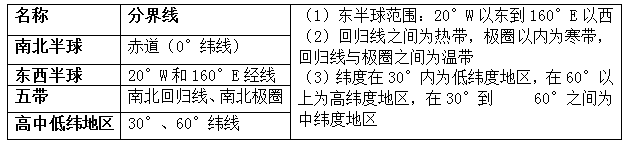 名称 分界线
南北半球 赤道（0°纬线）
东西半球 20°W和160°E经线
五带 南北回归线、南北极圈
高中低纬地区 30°、60°纬线
（1）东半球范围：20°W以东到160°E以西
（2）回归线之间为热带，极圈以内为寒带，
回归线与极圈之间为温带
（3）纬度在30°内为低纬度地区，在60°以
上为高纬度地区，在30°到 60°之间为
中纬度地区